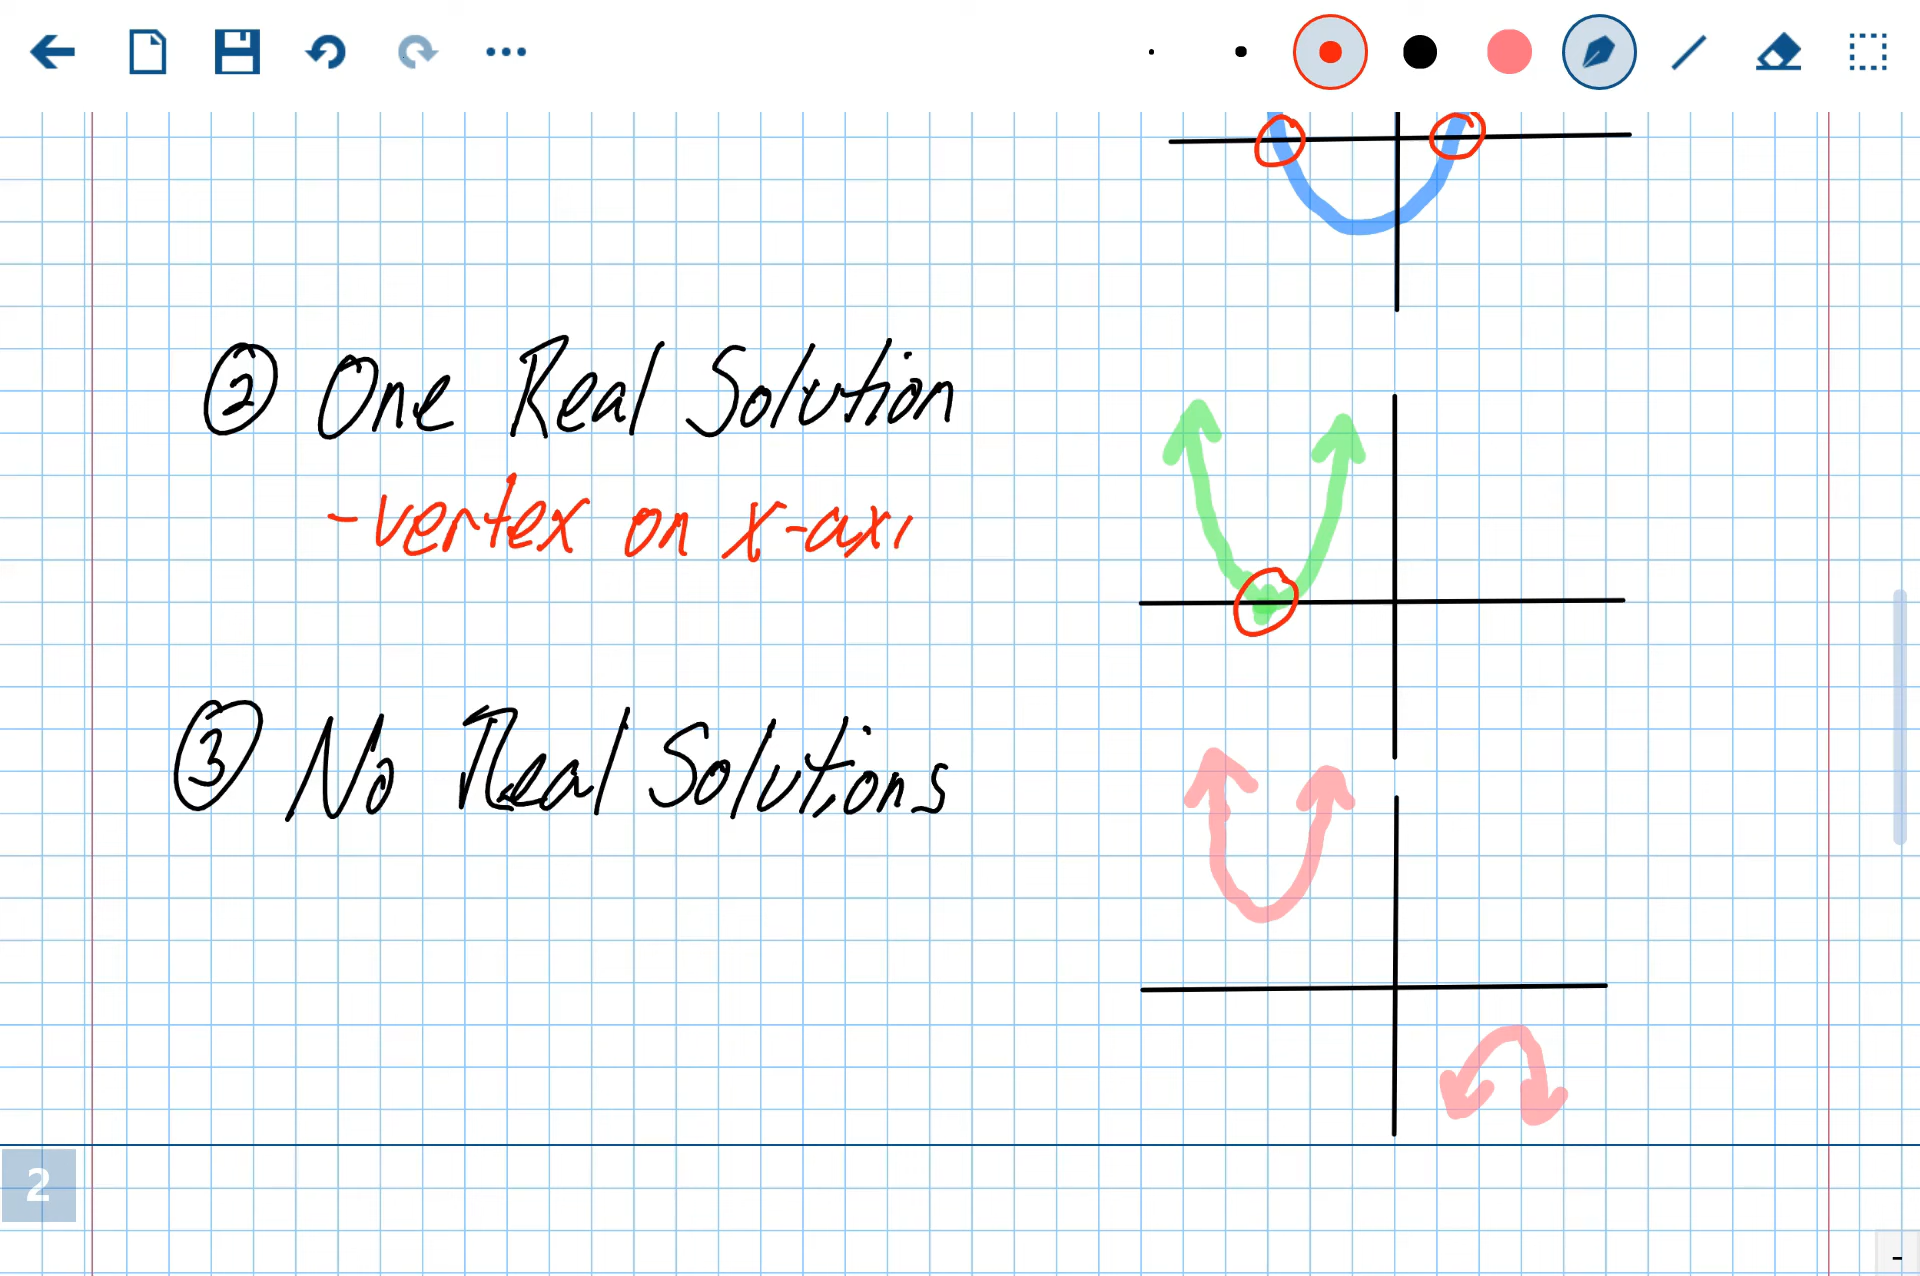 ② One Real Solution
-vertex on x-axi
③ No Real Solutions
2